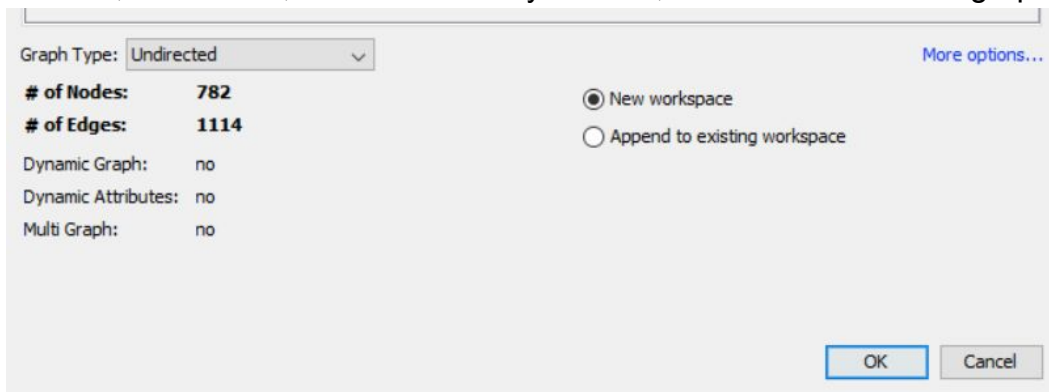 Graph Type: Undirected
More options...
# of Nodes: 782
New workspace
# of Edges: 1114
Append to existing workspace
Dynamic Graph: no
Dynamic Attributes: no
Multi Graph: no
OK Cancel